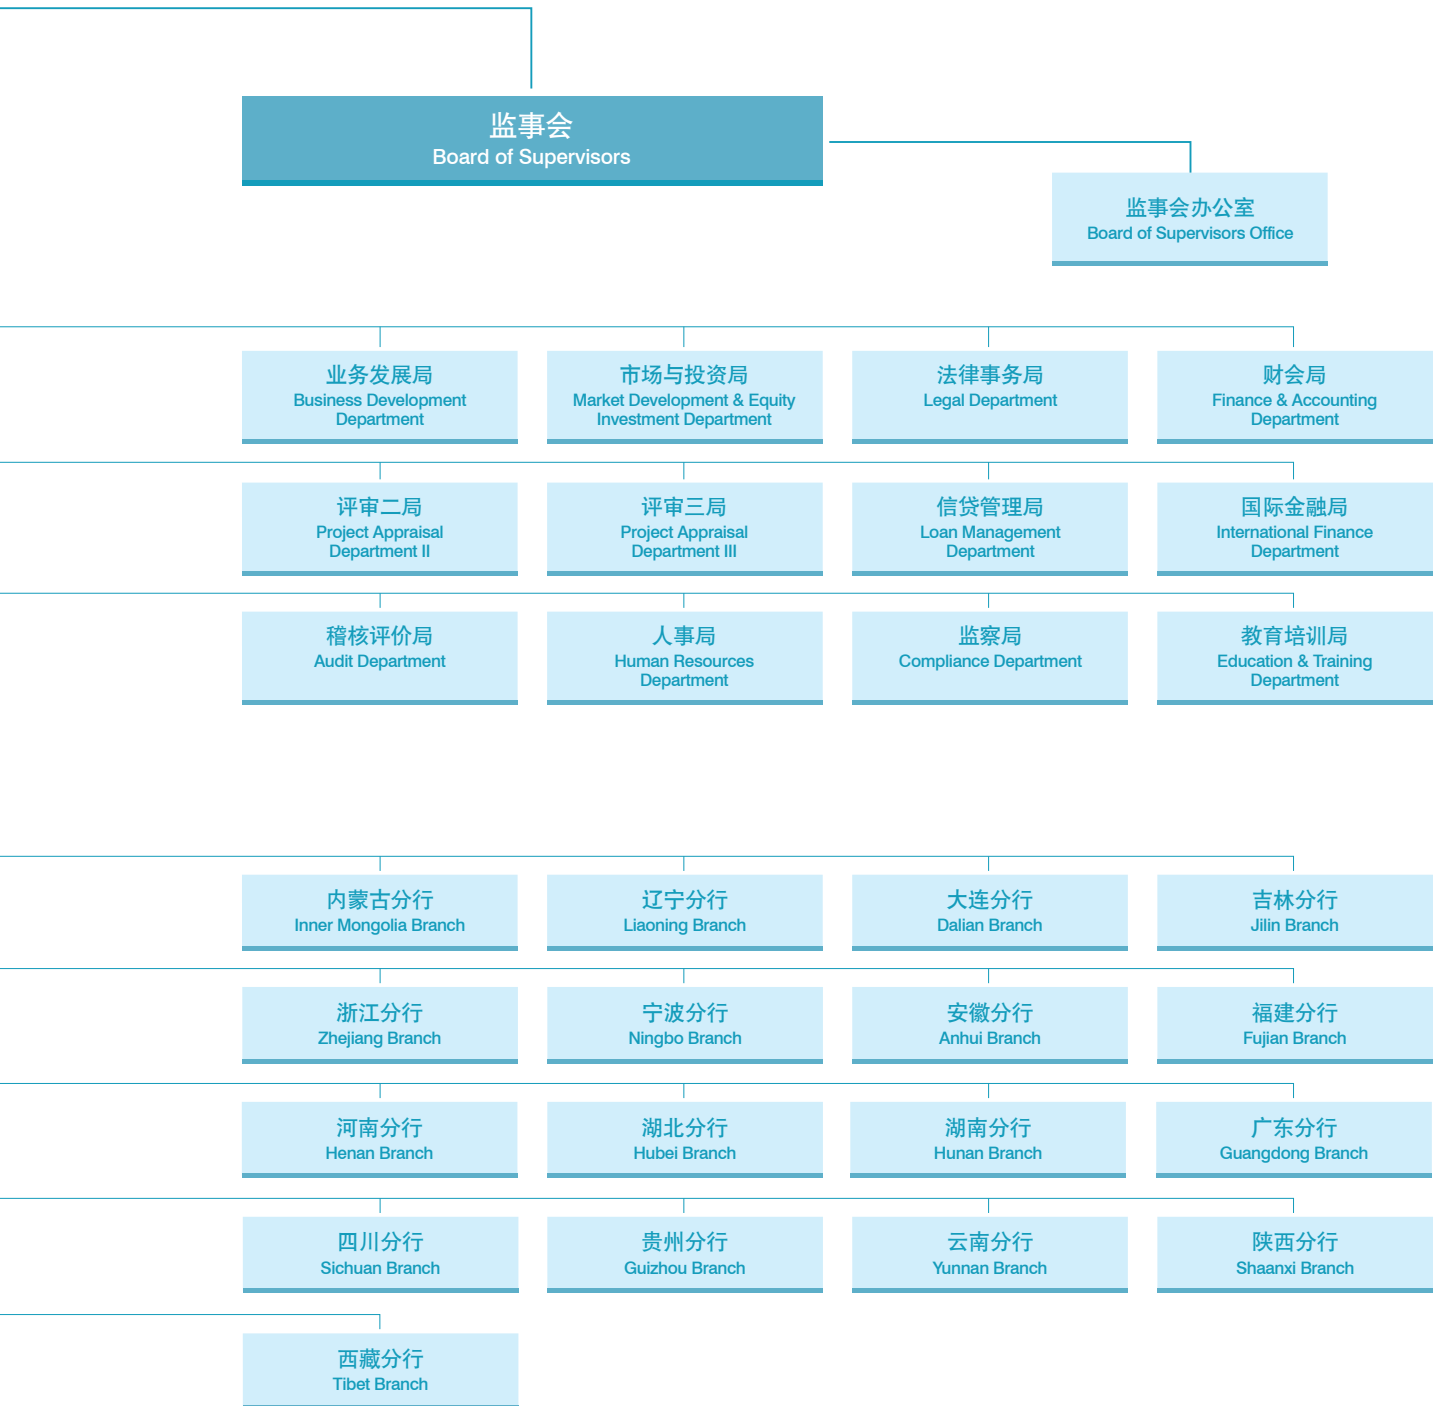 监事会
Board of Supervisors
监事会办公室
Board of Supervisors Office
业务发展局
Business Development
Department
市场与投资局
Market Development & Equity
Investment Department
法律事务局
Legal Department
财会局
Finance & Accounting
Department
评审二局
Project Appraisal
Department II
评审三局
Project Appraisal
Department III
信贷管理局
Loan Management
Department
国际金融局
International Finance
Department
稽核评价局
Audit Department
人事局
Human Resources
Department
监察局
Compliance Department
教育培训局
Education & Training
Department
内蒙古分行
Inner Mongolia Branch
辽宁分行
Liaoning Branch
大连分行
Dalian Branch
吉林分行
Jilin Branch
浙江分行
Zhejiang Branch
宁波分行
Ningbo Branch
安徽分行
Anhui Branch
福建分行
Fujian Branch
河南分行
Henan Branch
湖北分行
Hubei Branch
湖南分行
Hunan Branch
广东分行
Guangdong Branch
四川分行
Sichuan Branch
贵州分行
Guizhou Branch
云南分行
Yunnan Branch
陕西分行
Shaanxi Branch
西藏分行
Tibet Branch